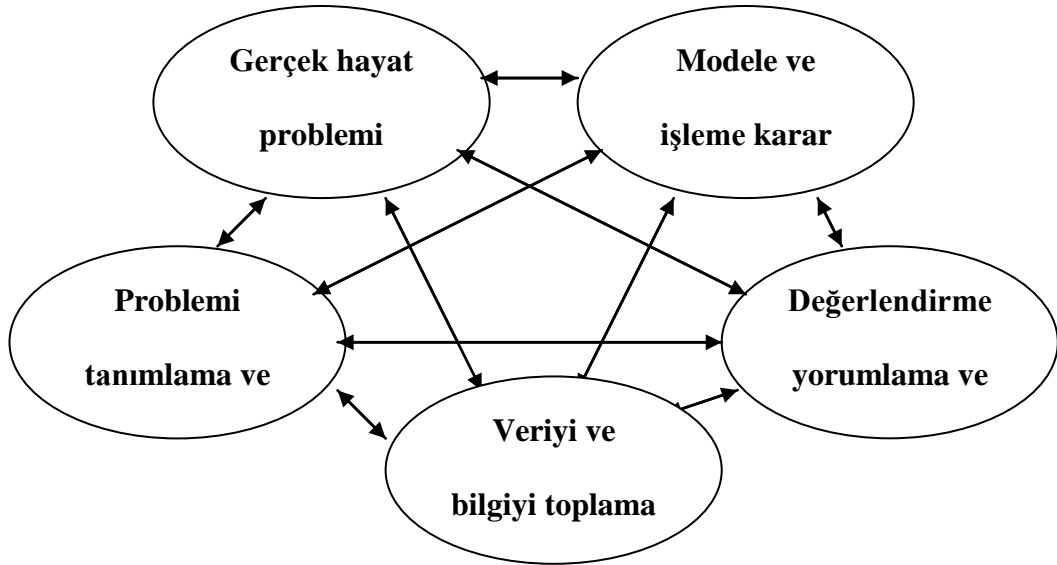 Gerçek hayat
problemi
Modele ve
işleme karar
Problemi
tanımlama ve
Değerlendirme
yorumlama ve
Veriyi ve
bilgiyi toplama